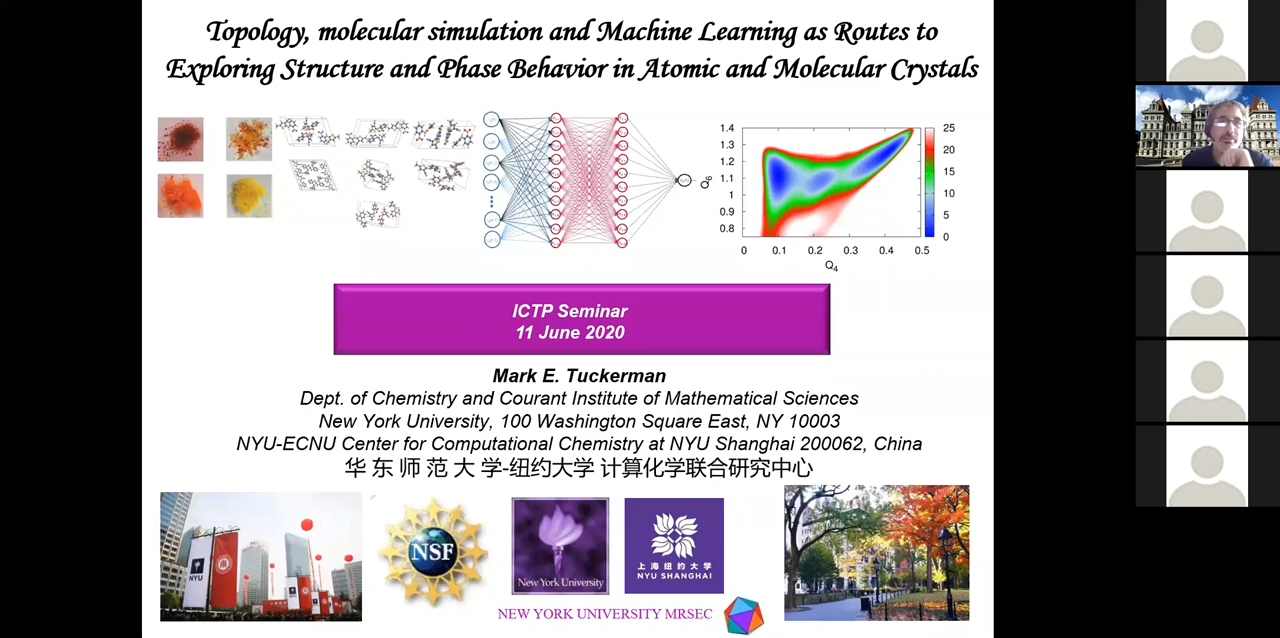 Topology, molecular simulation and Machine Learning as Routes to
Exploring Structure and Phase Behavior in Atomic and Molecular Crystals
1.4
1.3
1.2
1.1
1
0.9
0.8
Q6
0 0.1 0.2 0.3 0.4 0.5
Q4
25
20
15
10
5
0
ICTP Seminar
11 June 2020
Mark E. Tuckerman
Dept. of Chemistry and Courant Institute of Mathematical Sciences
New York University, 100 Washington Square East, NY 10003
NYU-ECNU Center for Computational Chemistry at NYU Shanghai 200062, China
华 东 师 范 大 学-纽约大学 计算化学联合研究中心
NYU
NSF
New York University
上海纽约大学
NYU SHANGHAI
NEW YORK UNIVERSITY MRSEC